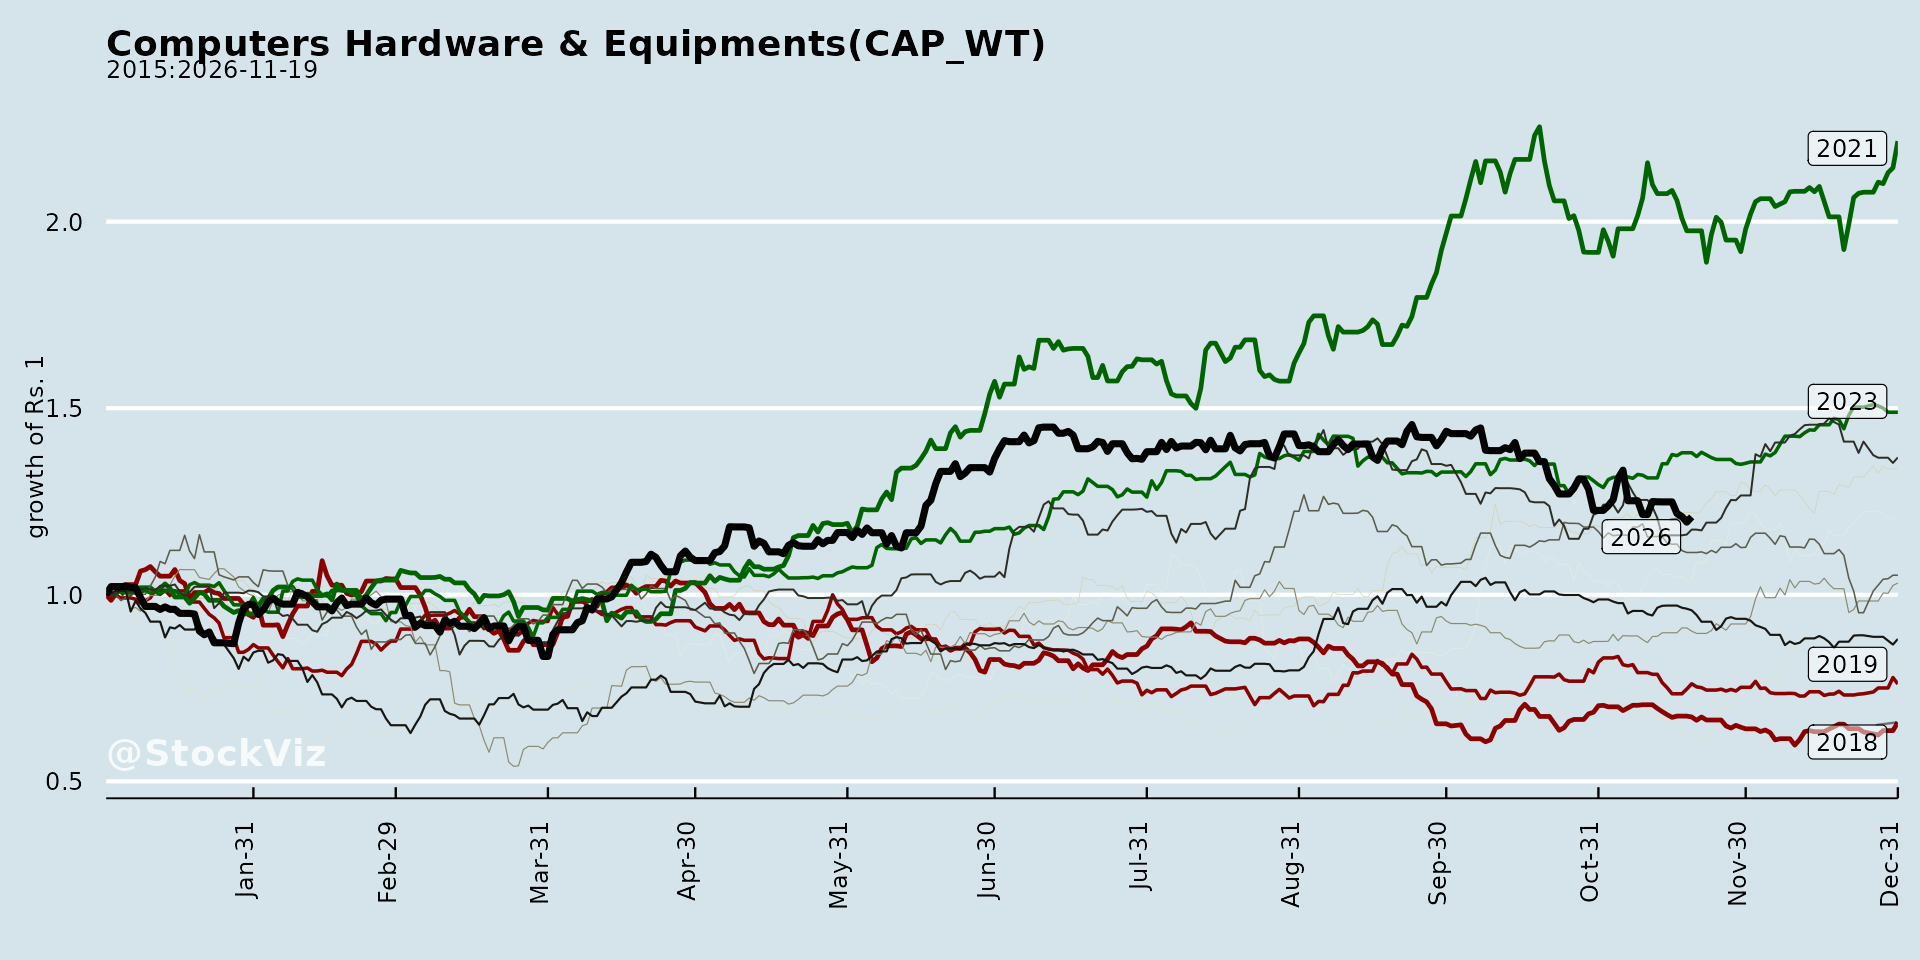 Computers Hardware & Equipments(CAP_WT)
2015:2026-11-19
growth of Rs. 1
2.0
1.5
1.0
0.5
2021
2023
2026
2019
2018
@StockViz
Jan-31
Feb-29
Mar-31
Apr-30
May-31
Jun-30
Jul-31
Aug-31
Sep-30
Oct-31
Nov-30
Dec-31